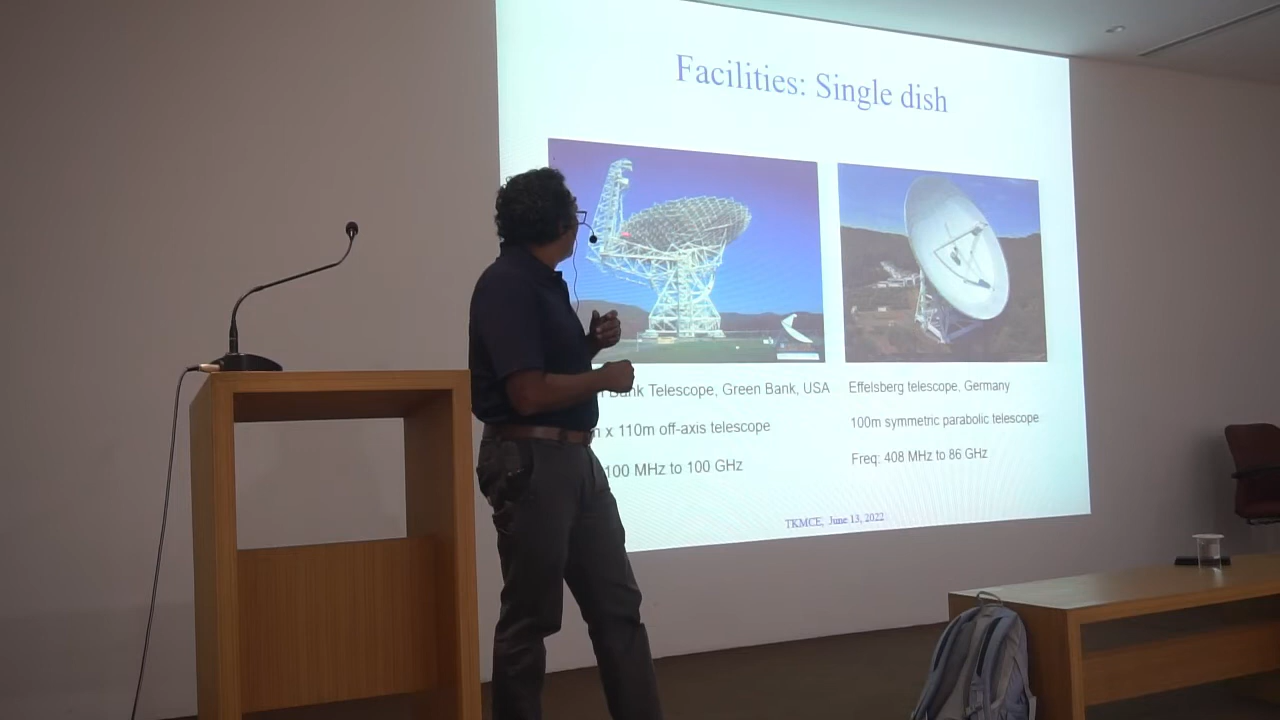 Facilities: Single dish
Bank Telescope, Green Bank, USA
x 110m off-axis telescope
100 MHz to 100 GHz
Effelsberg telescope, Germany
100m symmetric parabolic telescope
Freq: 408 MHz to 86 GHz
TKMCE, June 13, 2022